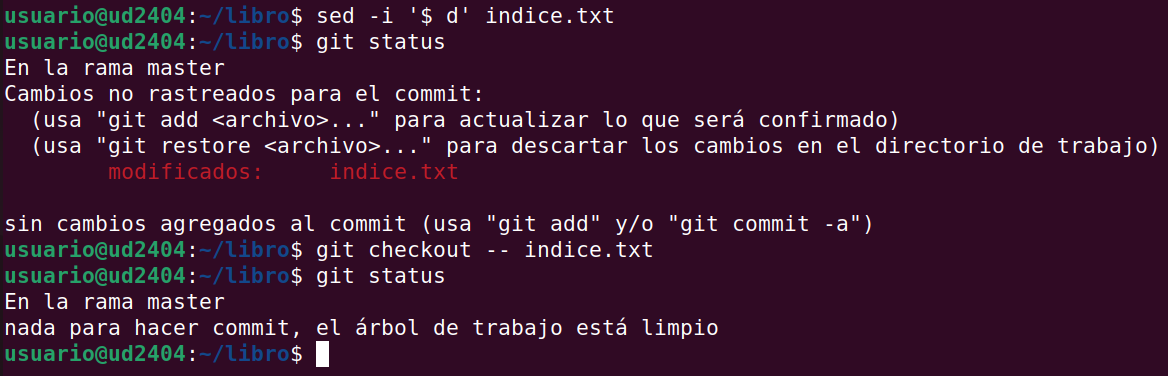 usuario@ud2404:~/libro$ sed -i '$ d' indice.txt
usuario@ud2404:~/libro$ git status
En la rama master
Cambios no rastreados para el commit:
  (usa "git add <archivo>..." para actualizar lo que será confirmado)
  (usa "git restore <archivo>..." para descartar los cambios en el directorio de trabajo)
        modificados:     indice.txt

sin cambios agregados al commit (usa "git add" y/o "git commit -a")
usuario@ud2404:~/libro$ git checkout -- indice.txt
usuario@ud2404:~/libro$ git status
En la rama master
nada para hacer commit, el árbol de trabajo está limpio
usuario@ud2404:~/libro$